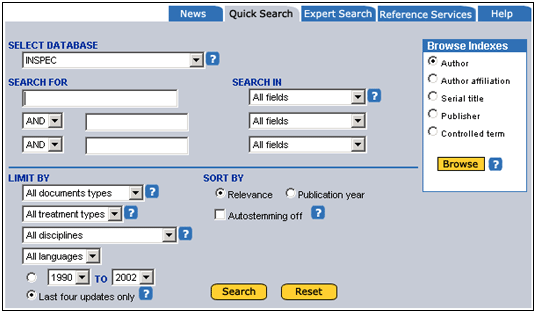 News Quick Search Expert Search Reference Services Help
SELECT DATABASE
INSPEC ?
SEARCH FOR SEARCH IN
All fields ?
AND All fields
AND All fields
Browse Indexes
Author
Author affiliation
Serial title
Publisher
Controlled term
Browse ?
LIMIT BY SORT BY
All documents types ? Relevance Publication year
All treatment types ? Autostemming off ?
All disciplines ?
All languages
1990 TO 2002
Last four updates only ? Search Reset